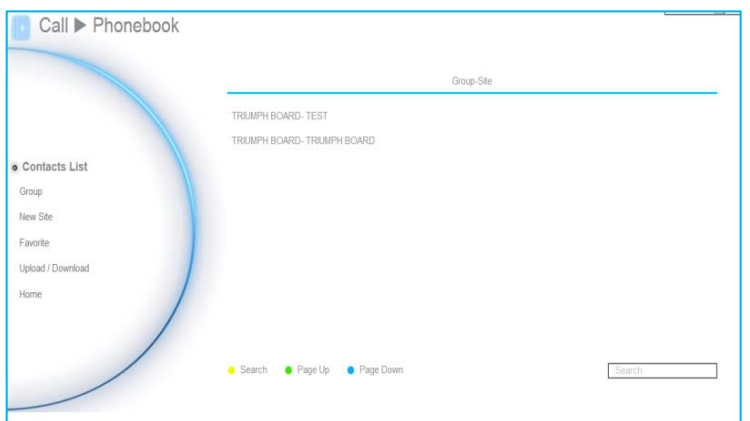 Call ▶ Phonebook
Group-Site
TRIUMPH BOARD- TEST
TRIUMPH BOARD- TRIUMPH BOARD
Contacts List
Group
New Site
Favorite
Upload / Download
Home
Search Page Up Page Down
Search